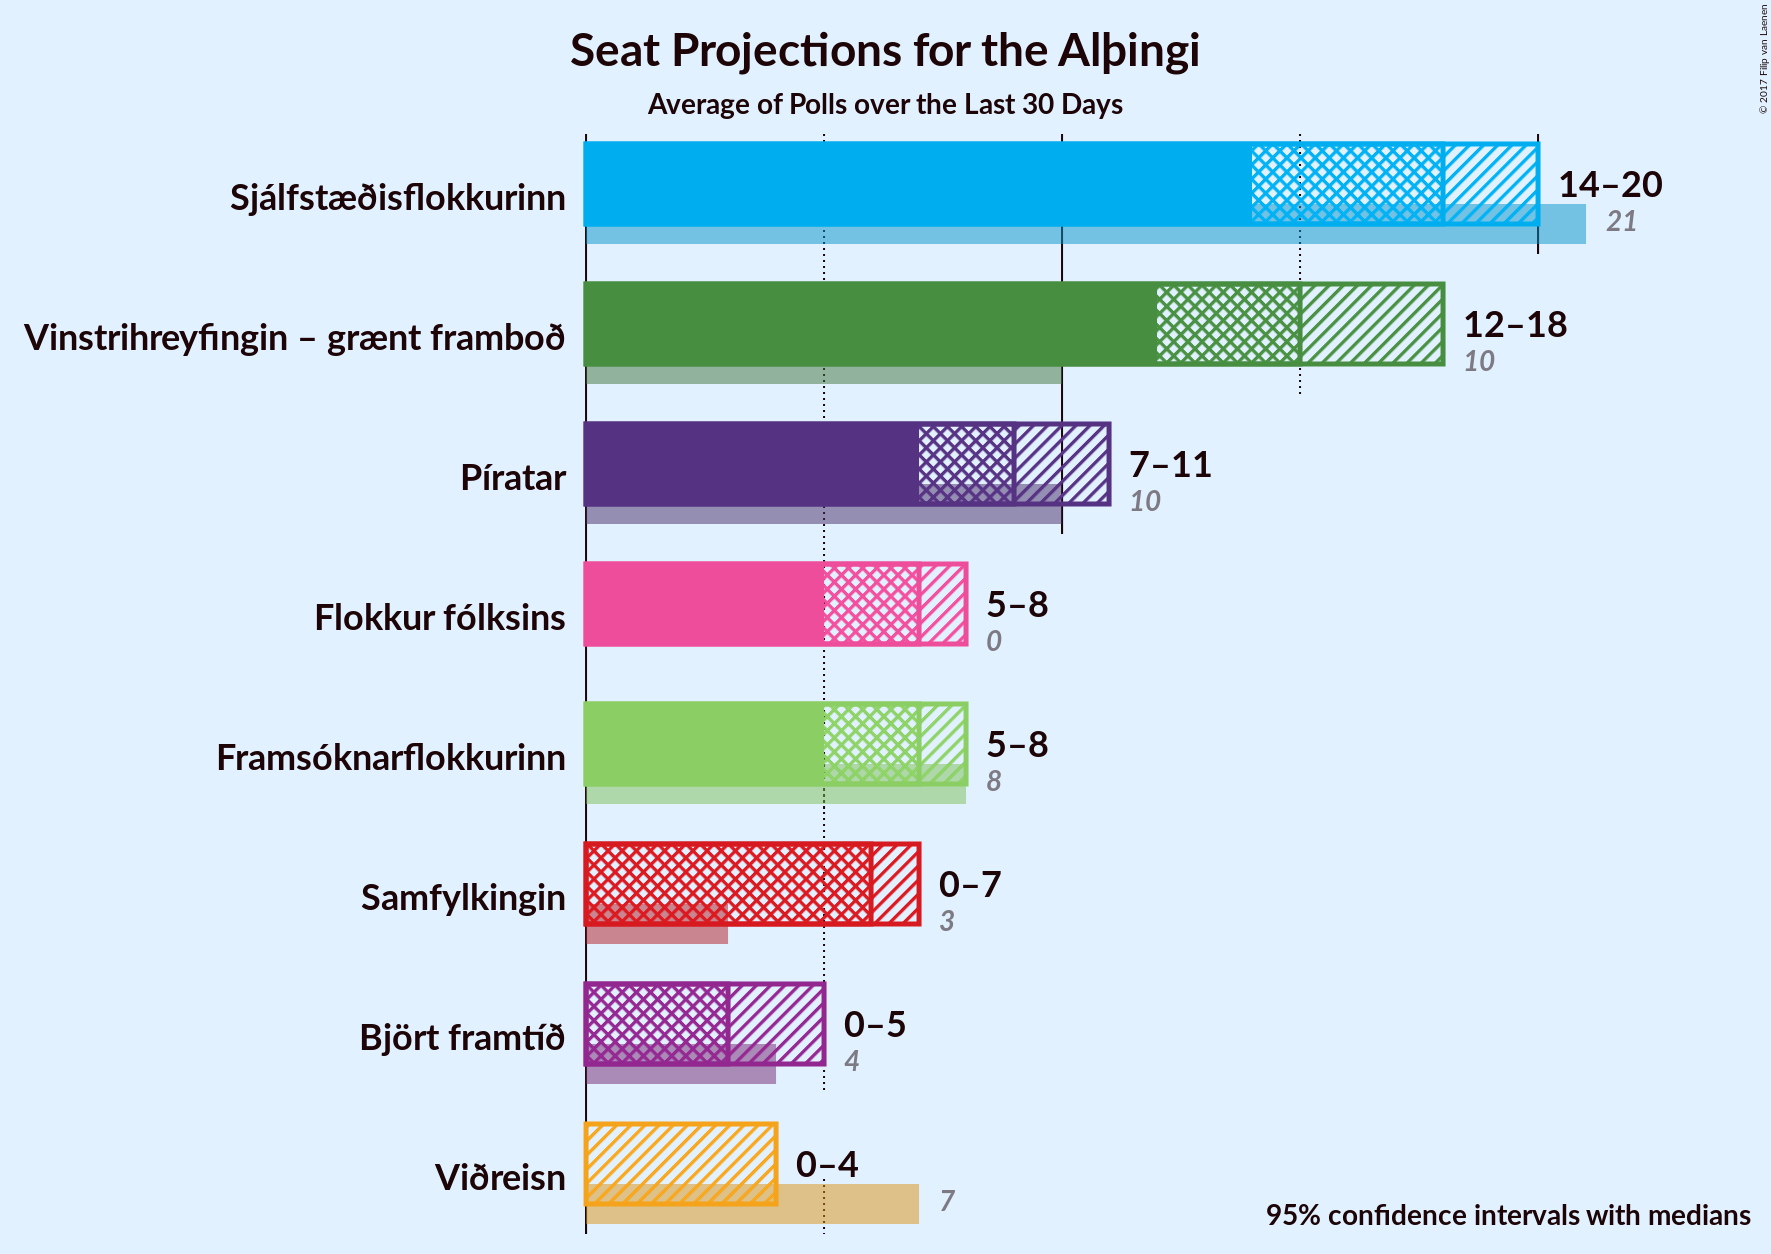 Seat Projections for the Alþingi
Average of Polls over the Last 30 Days
© 2017 Filip van Laenen
Sjálfstæðisflokkurinn
14–20
21
Vinstrihreyfingin – grænt framboð
12–18
10
Píratar
7–11
10
Flokkur fólksins
5–8
0
Framsóknarflokkurinn
5–8
8
Samfylkingin
0–7
3
Björt framtíð
0–5
4
Viðreisn
0–4
7
95% confidence intervals with medians